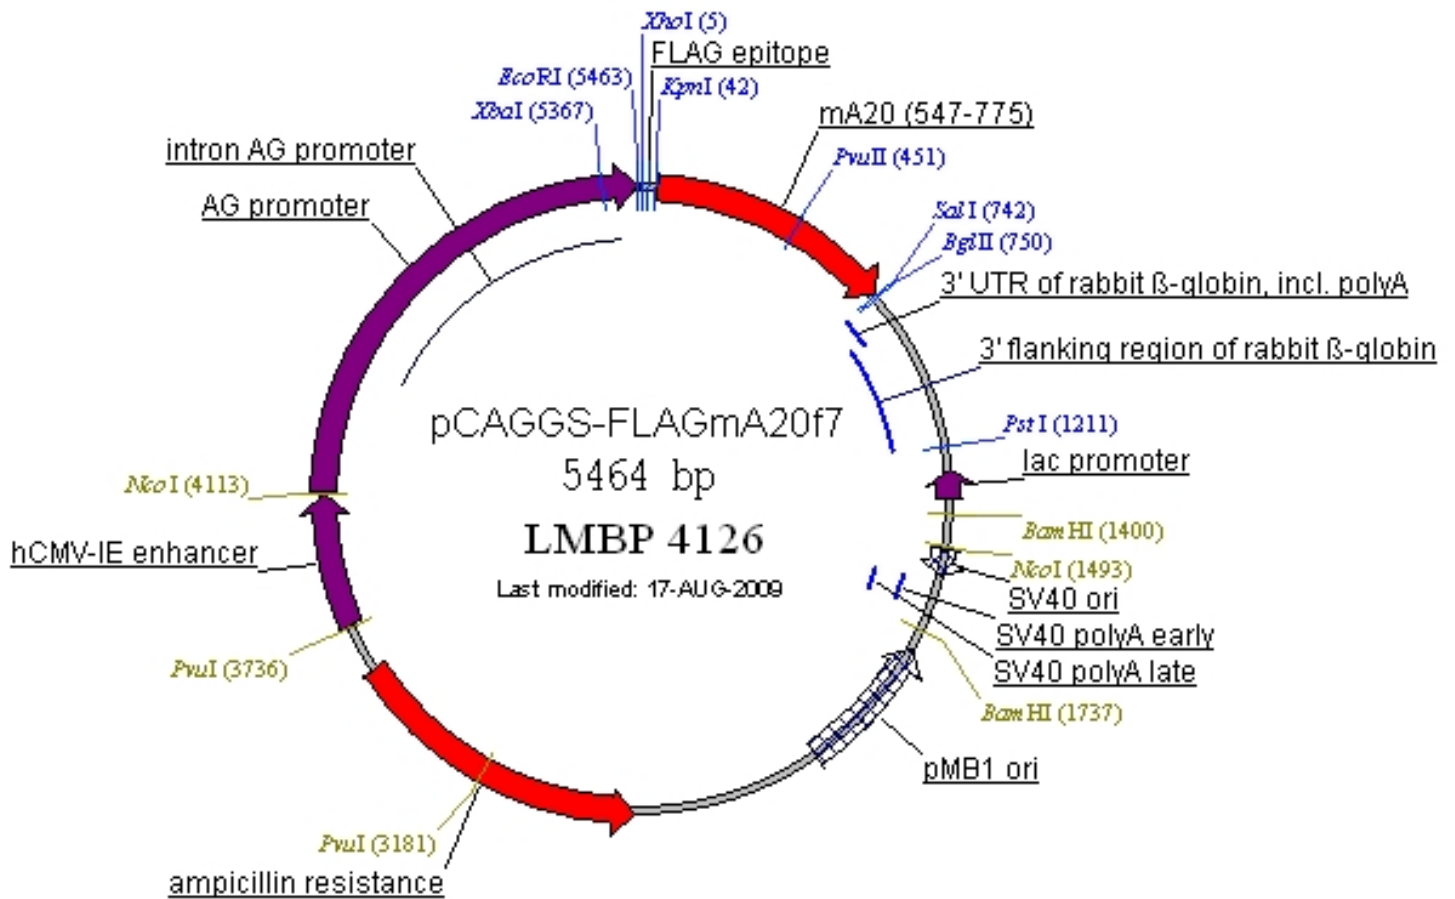 XhoI (5)
FLAG epitope
EcoRI (5463)
KpnI (42)
XbaI (5367)
mA20 (547-775)
intron AG promoter
PvuII (451)
AG promoter
SalI (742)
BglII (750)
3' UTR of rabbit ß-globin, incl. polyA
3' flanking region of rabbit ß-globin
pCAGGS-FLAGmA20f7
PstI (1211)
lac promoter
5464 bp
NcoI (4113)
BamHI (1400)
LMBP 4126
hCMV-IE enhancer
NcoI (1493)
Last modified: 17-AUG-2009
SV40 ori
SV40 polyA early
PvuI (3736)
SV40 polyA late
BamHI (1737)
pMB1 ori
PvuI (3181)
ampicillin resistance